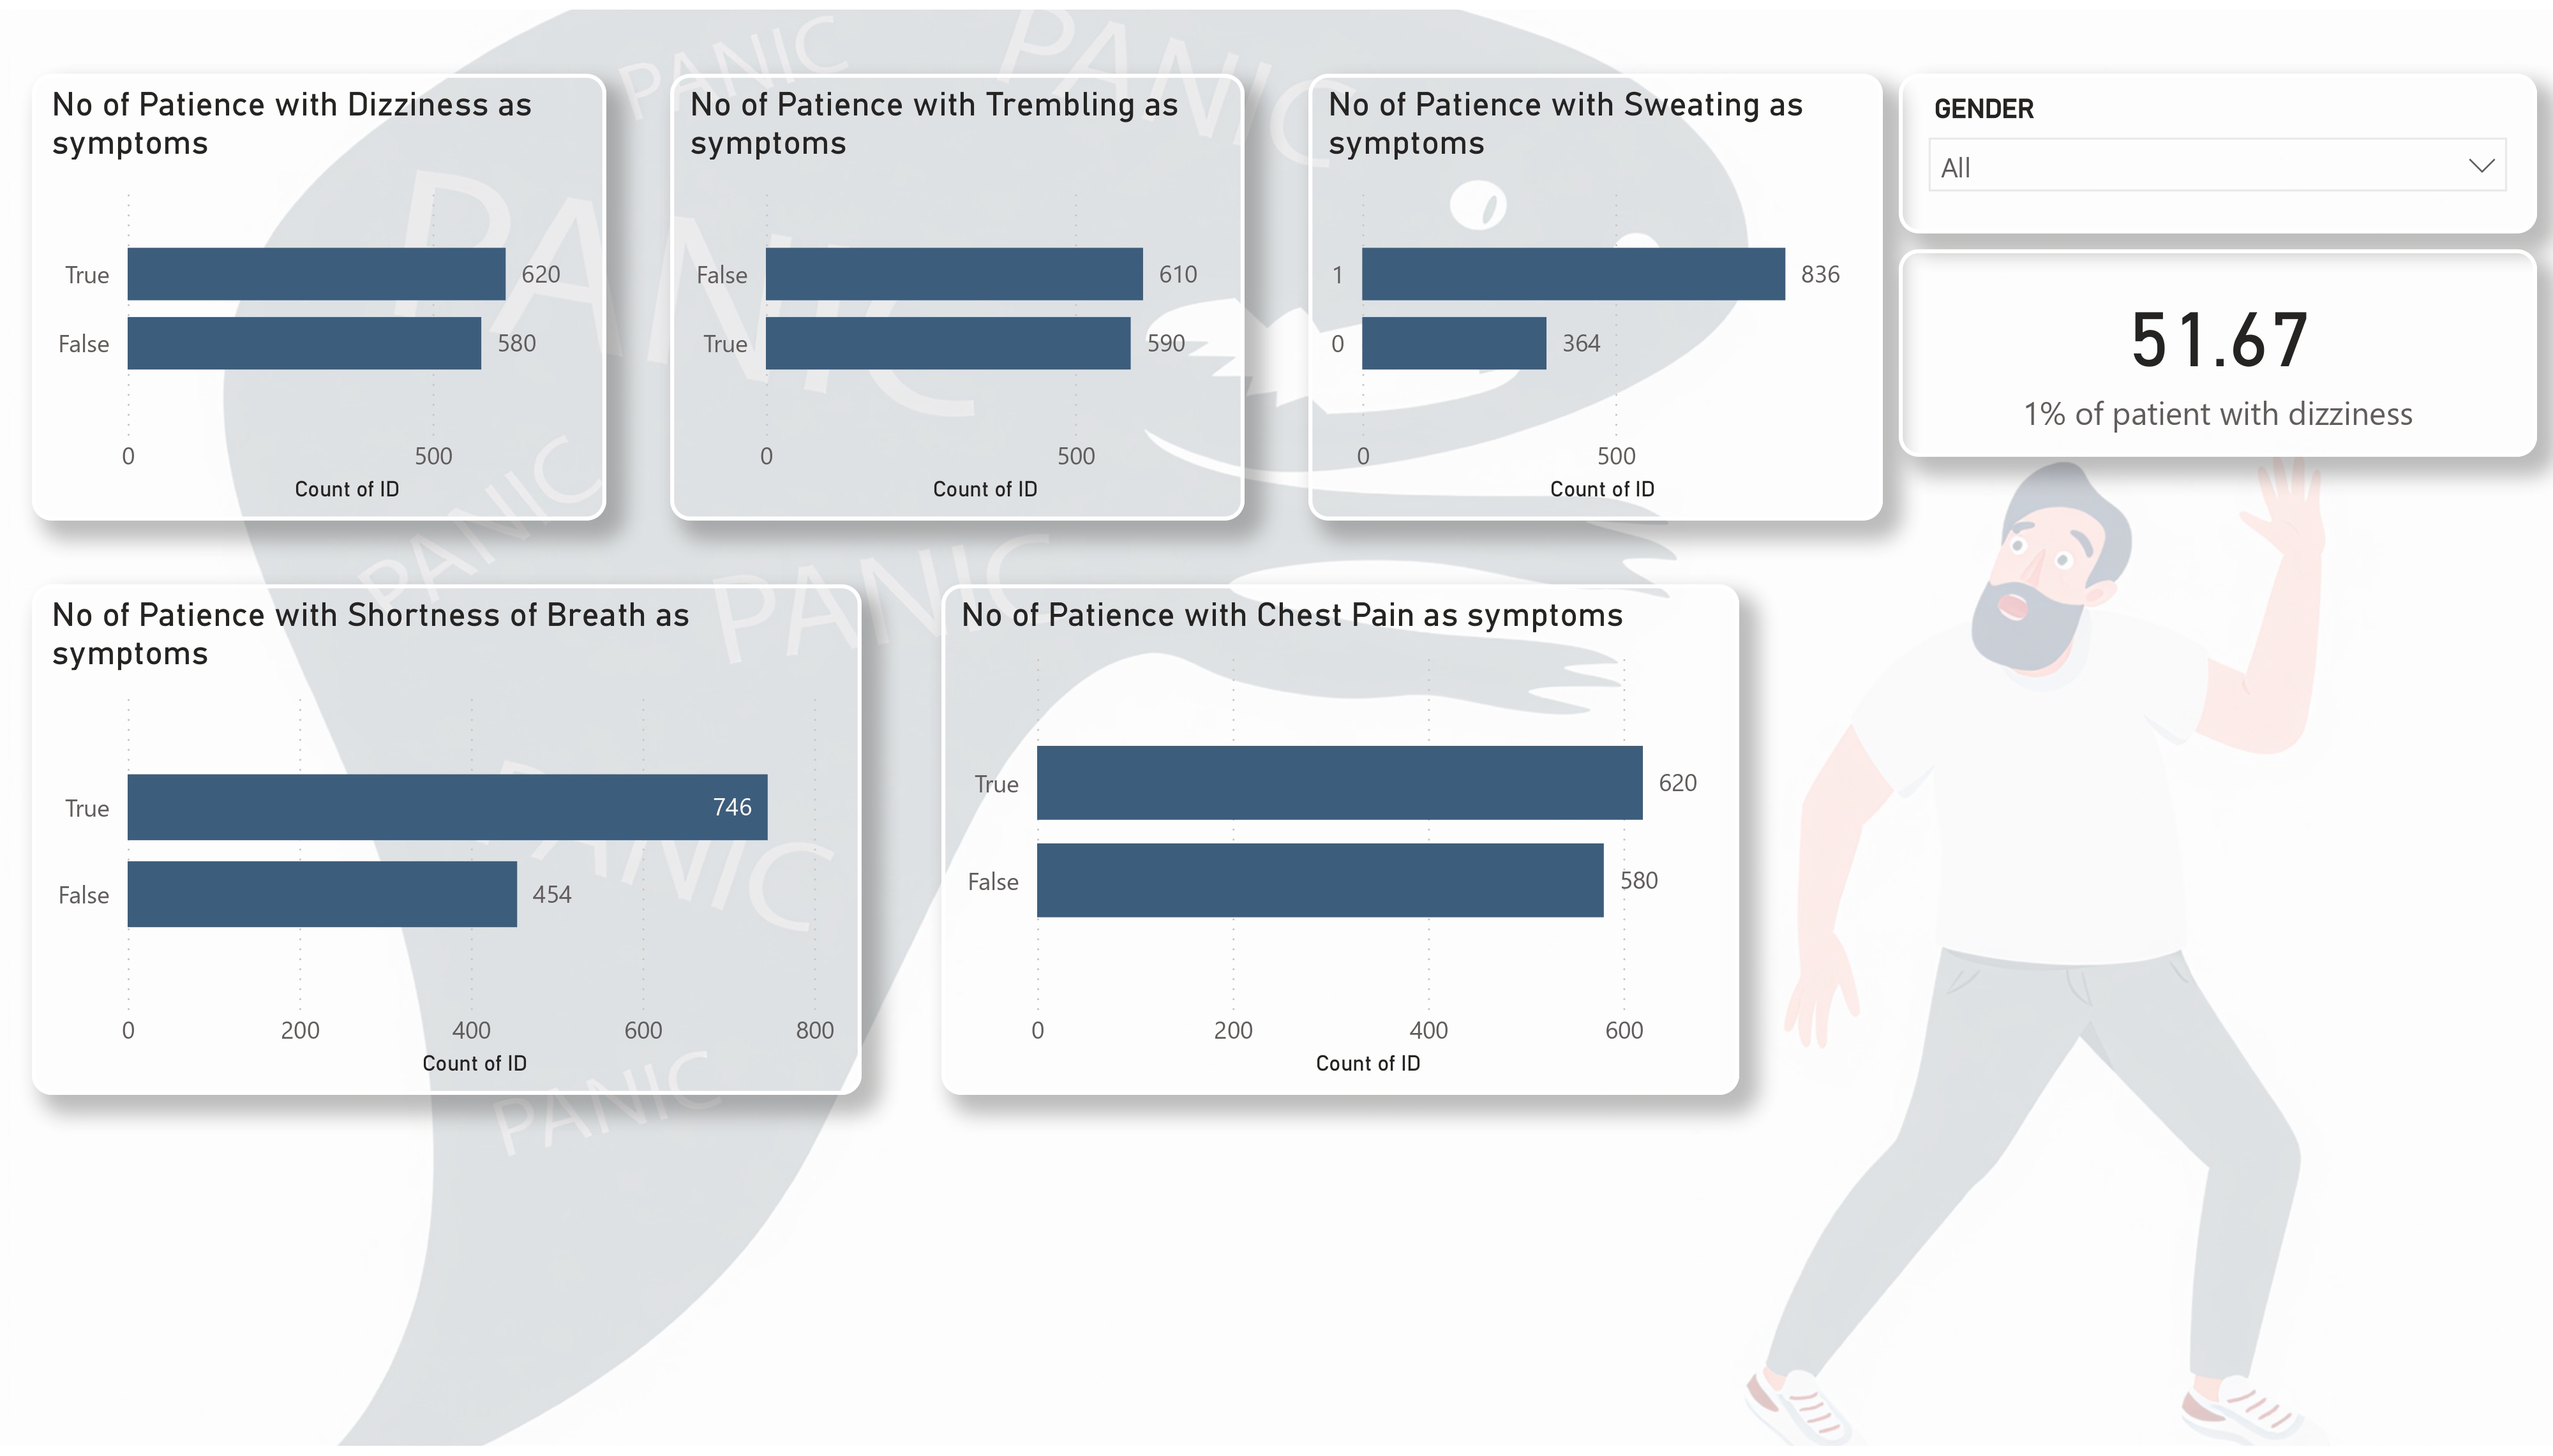 No of Patience with Dizziness as
symptoms
True 620
False 580
0 500
Count of ID
No of Patience with Trembling as
symptoms
False 610
True 590
0 500
Count of ID
No of Patience with Sweating as
symptoms
1 836
0 364
0 500
Count of ID
GENDER
All
51.67
1% of patient with dizziness
No of Patience with Shortness of Breath as
symptoms
True 746
False 454
0 200 400 600 800
Count of ID
No of Patience with Chest Pain as symptoms
True 620
False 580
0 200 400 600
Count of ID
PANIC
PANIC
PANIC
PANIC
PANIC
PANIC
PANIC